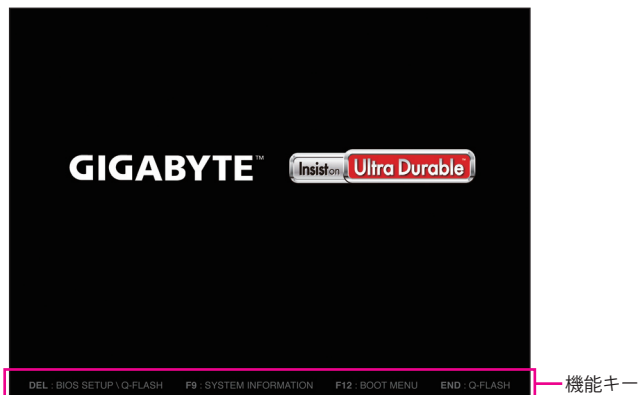 GIGABYTE™
Insist on Ultra Durable™
DEL : BIOS SETUP \ Q-FLASH F9 : SYSTEM INFORMATION F12 : BOOT MENU END : Q-FLASH
機能キー